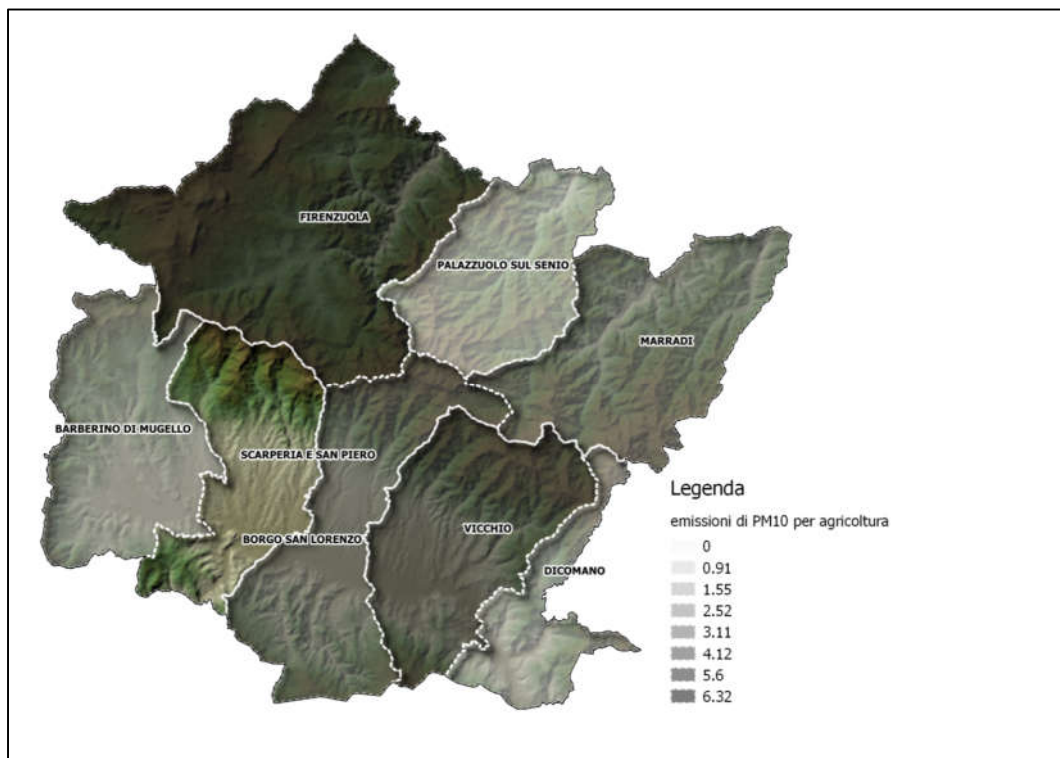 FIRENZUOLA
PALAZZUOLO SUL SENIO
MARRADI
BARBERINO DI MUGELLO
SCARPERIA E SAN PIERO
VICCHIO
BORGO SAN LORENZO
DICOMANO
Legenda
emissioni di PM10 per agricoltura
0
0.91
1.55
2.52
3.11
4.12
5.6
6.32